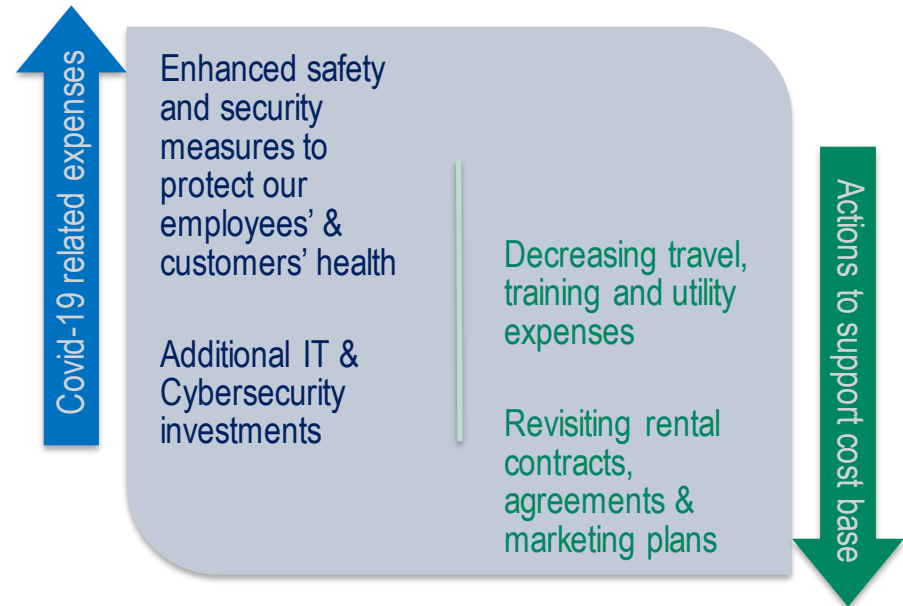 Covid-19 related expenses
Enhanced safety
and security
measures to
protect our
employees’ &
customers’ health
Additional IT &
Cybersecurity
investments
Decreasing travel,
training and utility
expenses
Revisiting rental
contracts,
agreements &
marketing plans
Actions to support cost base